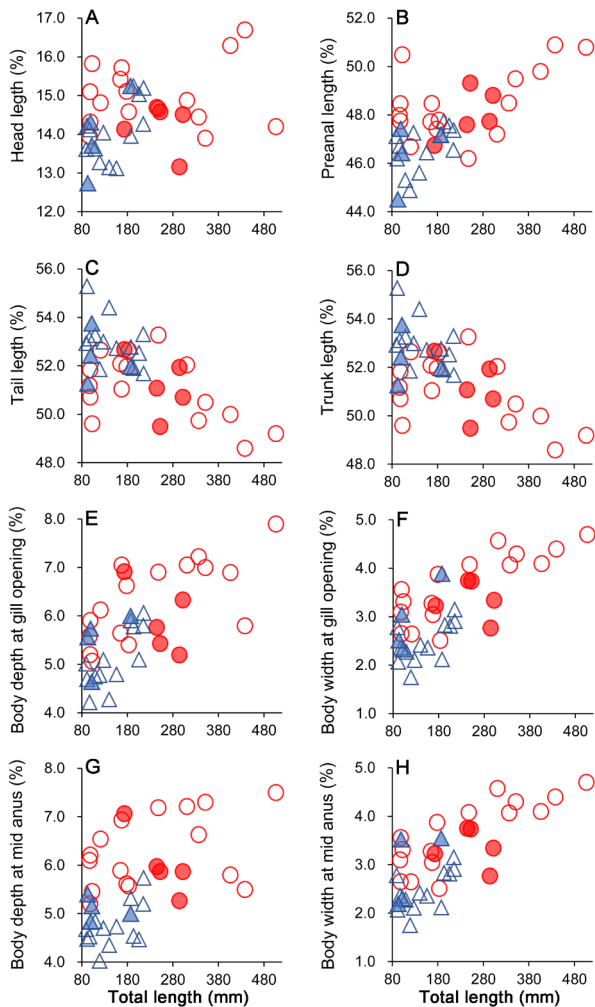 A
Head legth (%)
17.0
16.0
15.0
14.0
13.0
12.0
80 180 280 380 480
B
Preanal legth (%)
52.0
50.0
48.0
46.0
44.0
80 180 280 380 480
C
Tail legth (%)
56.0
54.0
52.0
50.0
48.0
80 180 280 380 480
D
Trunk legth (%)
56.0
54.0
52.0
50.0
48.0
80 180 280 380 480
E
Body depth at gill opening (%)
8.0
7.0
6.0
5.0
4.0
80 180 280 380 480
F
Body width at gill opening (%)
5.0
4.0
3.0
2.0
1.0
80 180 280 380 480
G
Body depth at mid anus (%)
8.0
7.0
6.0
5.0
4.0
80 180 280 380 480
Total length (mm)
H
Body width at mid anus (%)
5.0
4.0
3.0
2.0
1.0
80 180 280 380 480
Total length (mm)